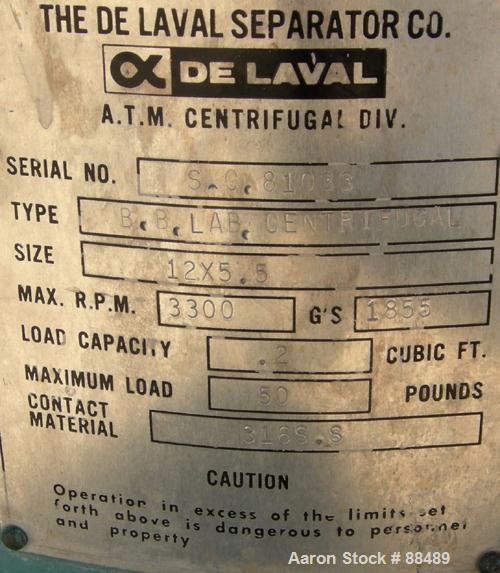 THE DE LAVAL SEPARATOR CO.
α DE LAVAL
A.T.M. CENTRIFUGAL DIV.
SERIAL NO. S.C.81033
TYPE B.B.LAB.CENTRIFUGAL
SIZE 12X5.5
MAX. R.P.M. 3300 G'S 1855
LOAD CAPACITY .2 CUBIC FT.
MAXIMUM LOAD 50 POUNDS
CONTACT
MATERIAL 316S.S
CAUTION
Operation in excess of the limits set
forth above is dangerous to personnel
and property
Aaron Stock # 88489